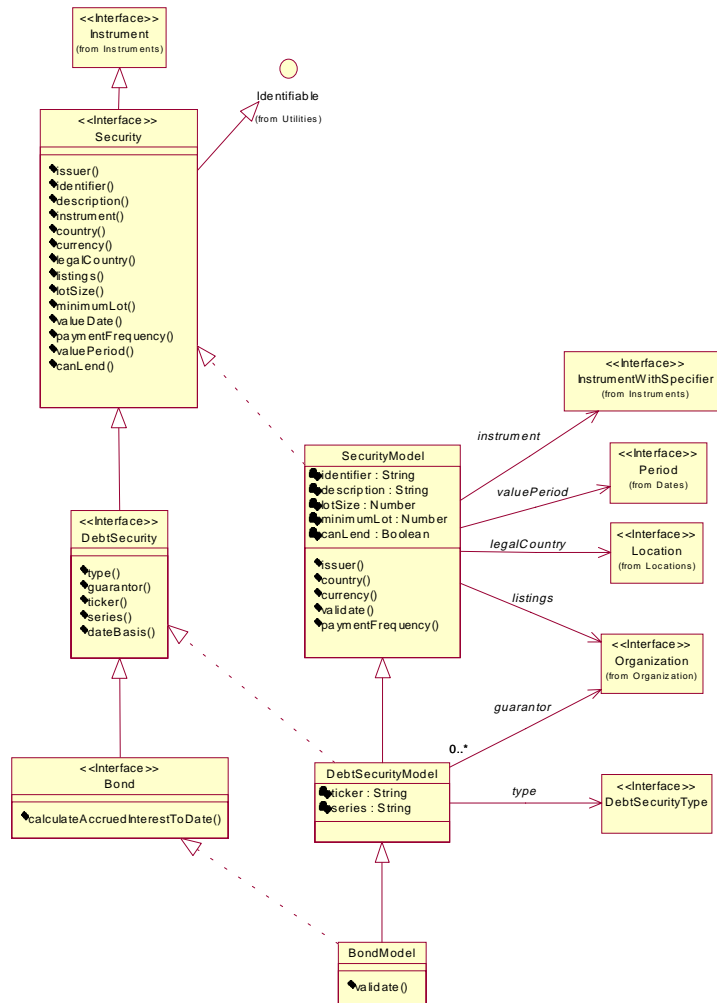 <<Interface>>
Instrument
(from Instruments)
Identifiable
(from Utilities)
<<Interface>>
Security
issuer()
identifier()
description()
instrument()
country()
currency()
legalCountry()
listings()
lotSize()
minimumLot()
valueDate()
paymentFrequency()
valuePeriod()
canLend()
<<Interface>>
InstrumentWithSpecifier
(from Instruments)
instrument
SecurityModel
identifier : String
description : String
lotSize : Number
minimumLot : Number
canLend : Boolean
issuer()
country()
currency()
validate()
paymentFrequency()
valuePeriod
<<Interface>>
Period
(from Dates)
legalCountry
<<Interface>>
Location
(from Locations)
listings
<<Interface>>
DebtSecurity
type()
guarantor()
ticker()
series()
dateBasis()
<<Interface>>
Organization
(from Organization)
guarantor
0..*
<<Interface>>
Bond
calculateAccruedInterestToDate()
DebtSecurityModel
ticker : String
series : String
type
<<Interface>>
DebtSecurityType
BondModel
validate()